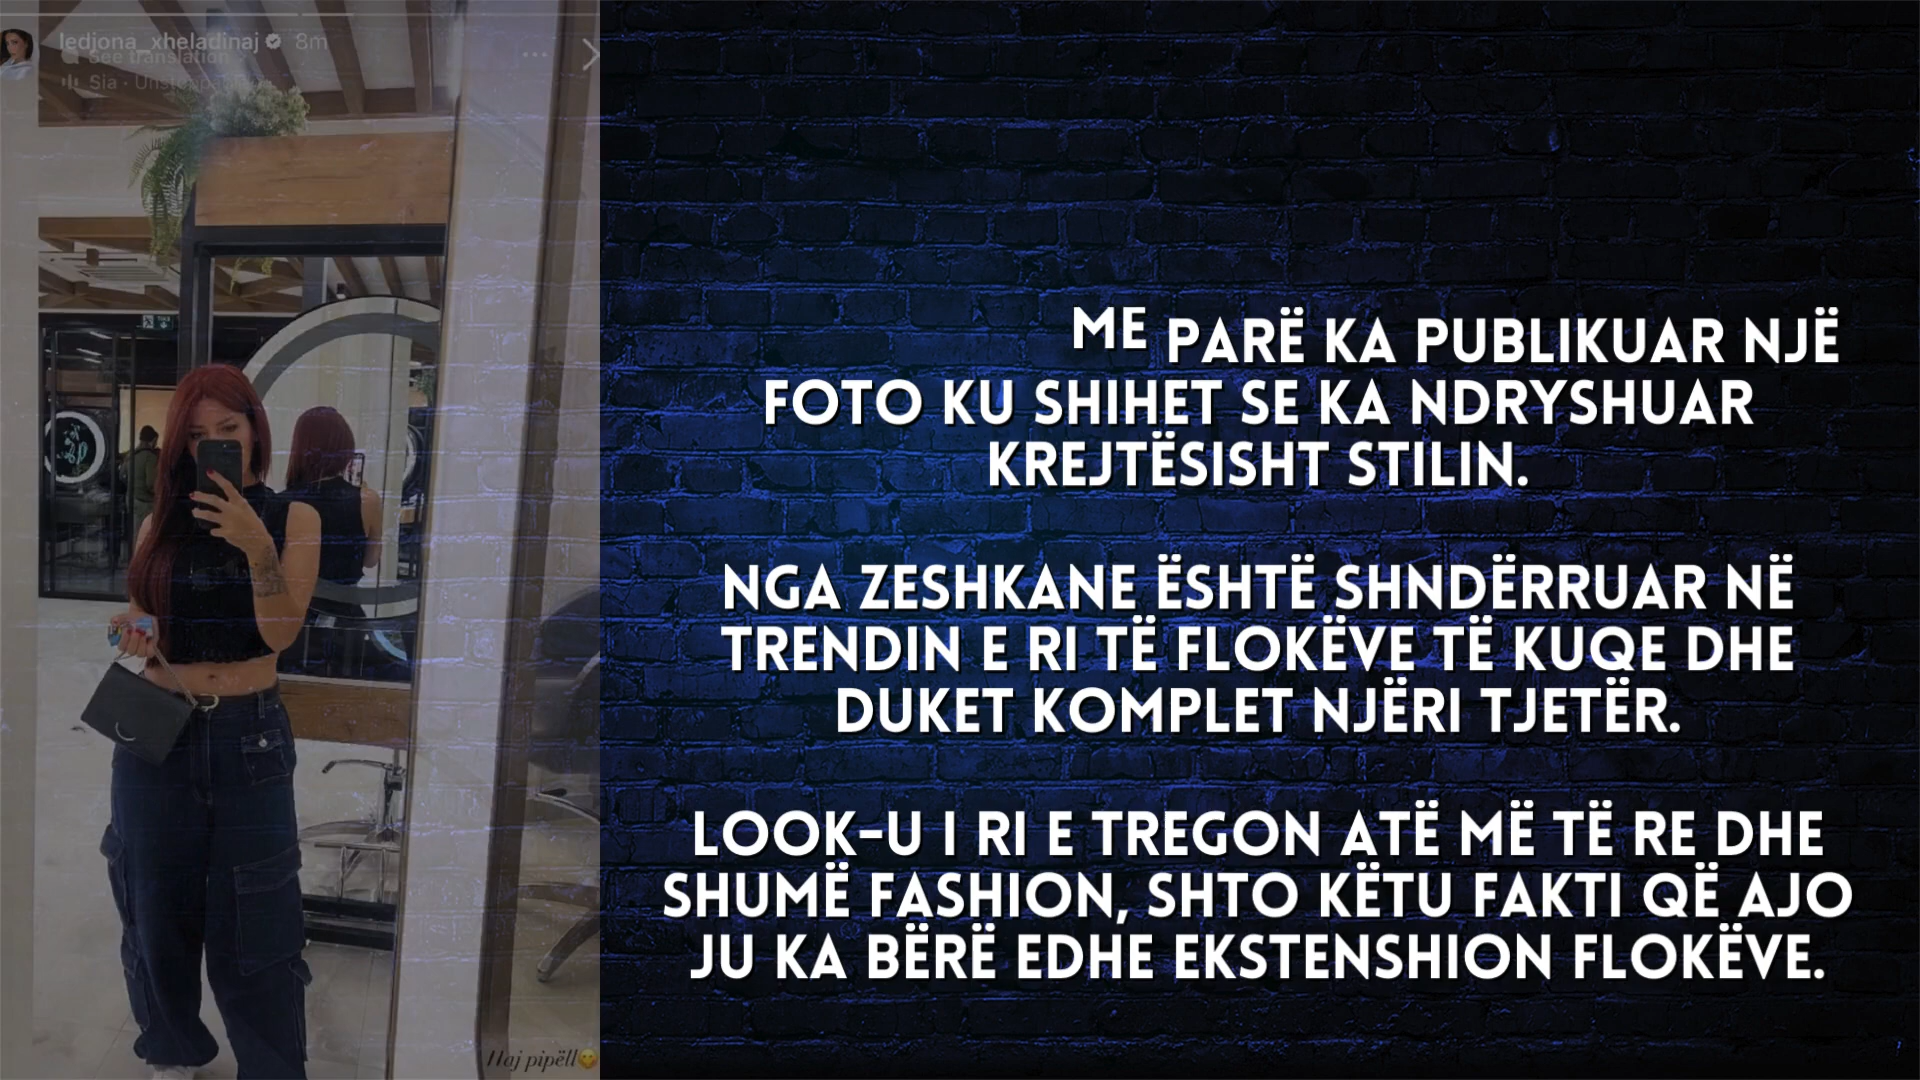 ledjona_xheladinaj 8m
See translation
Sia · Unstoppable
ME PARË KA PUBLIKUAR NJË
FOTO KU SHIHET SE KA NDRYSHUAR
KREJTËSISHT STILIN.
NGA ZESHKANE ËSHTË SHNDËRRUAR NË
TRENDIN E RI TË FLOKËVE TË KUQE DHE
DUKET KOMPLET NJËRI TJETËR.
LOOK-U I RI E TREGON ATË MË TË RE DHE
SHUMË FASHION, SHTO KËTU FAKTI QË AJO
JU KA BËRË EDHE EKSTENSHION FLOKËVE.
Haj pipëll😋